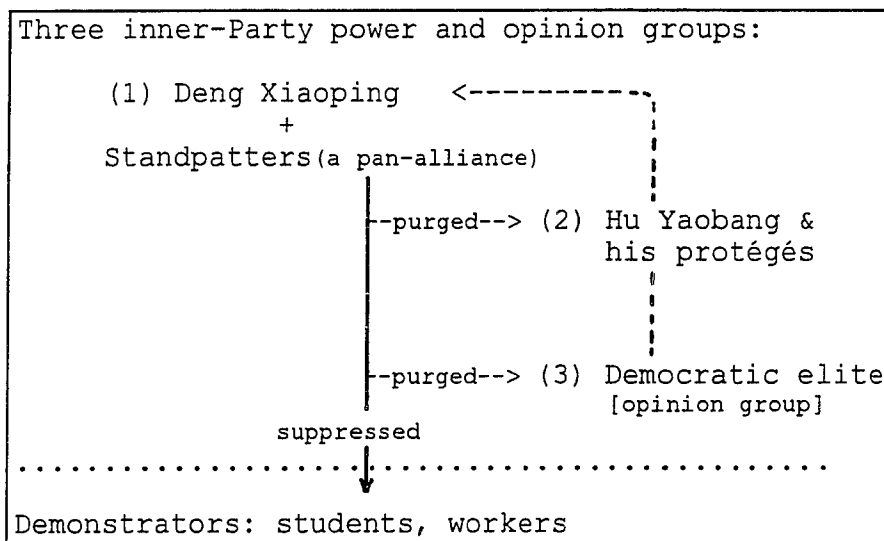 Three inner-Party power and opinion groups:
(1) Deng Xiaoping <----------
+
Standpatters(a pan-alliance)
--purged--> (2) Hu Yaobang &
his protégés
--purged--> (3) Democratic elite
[opinion group]
suppressed
Demonstrators: students, workers